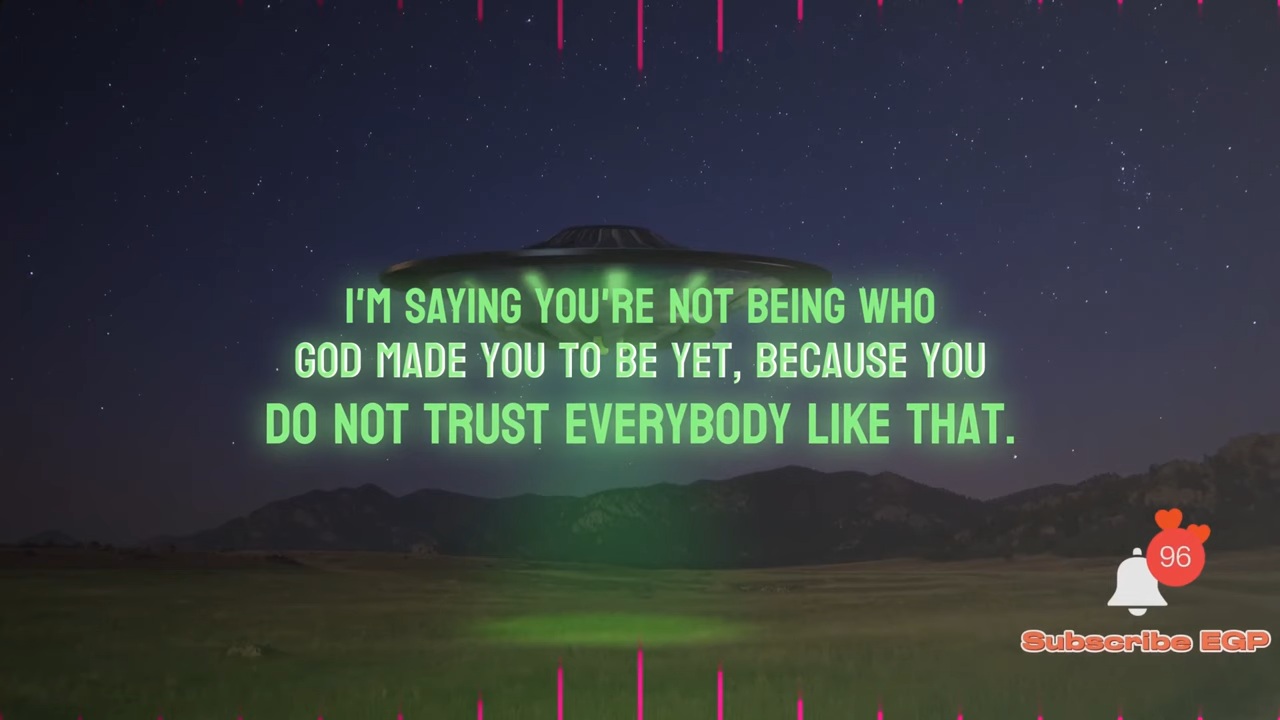 I'M SAYING YOU'RE NOT BEING WHO
GOD MADE YOU TO BE YET, BECAUSE YOU
DO NOT TRUST EVERYBODY LIKE THAT.
96
Subscribe EGP